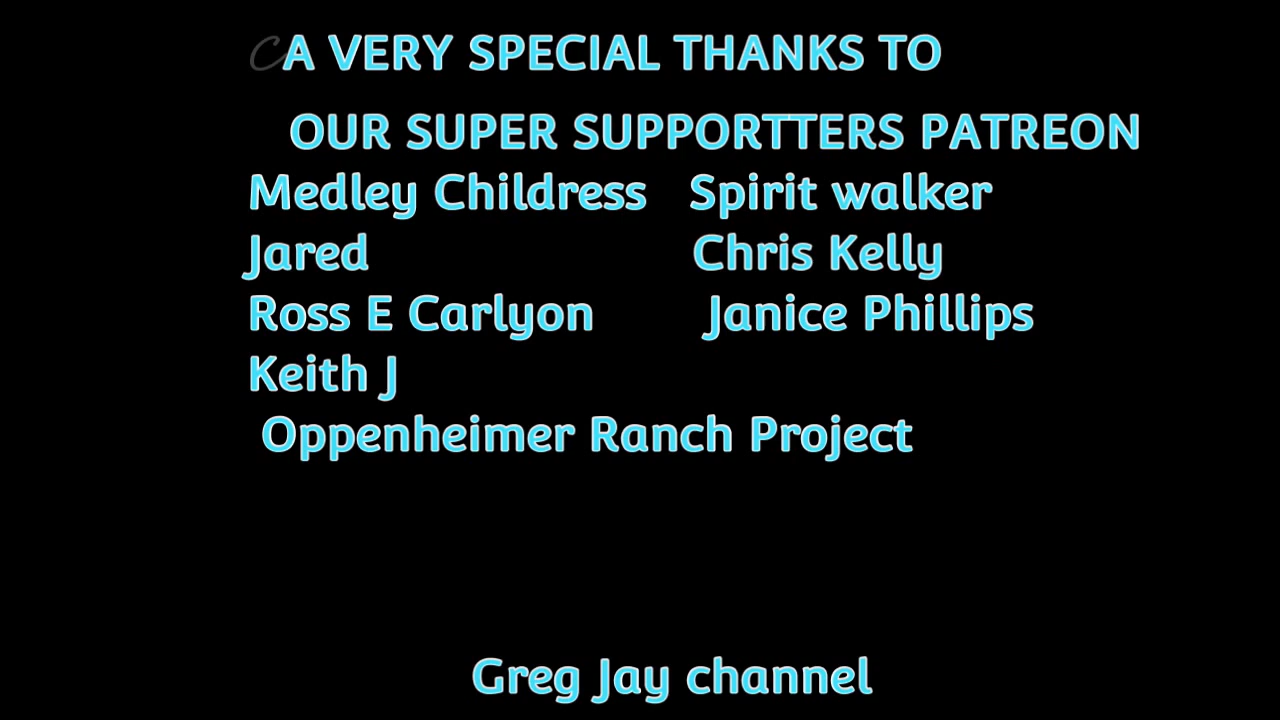 A VERY SPECIAL THANKS TO
OUR SUPER SUPPORTTERS PATREON
Medley Childress Spirit walker
Jared Chris Kelly
Ross E Carlyon Janice Phillips
Keith J
Oppenheimer Ranch Project
Greg Jay channel